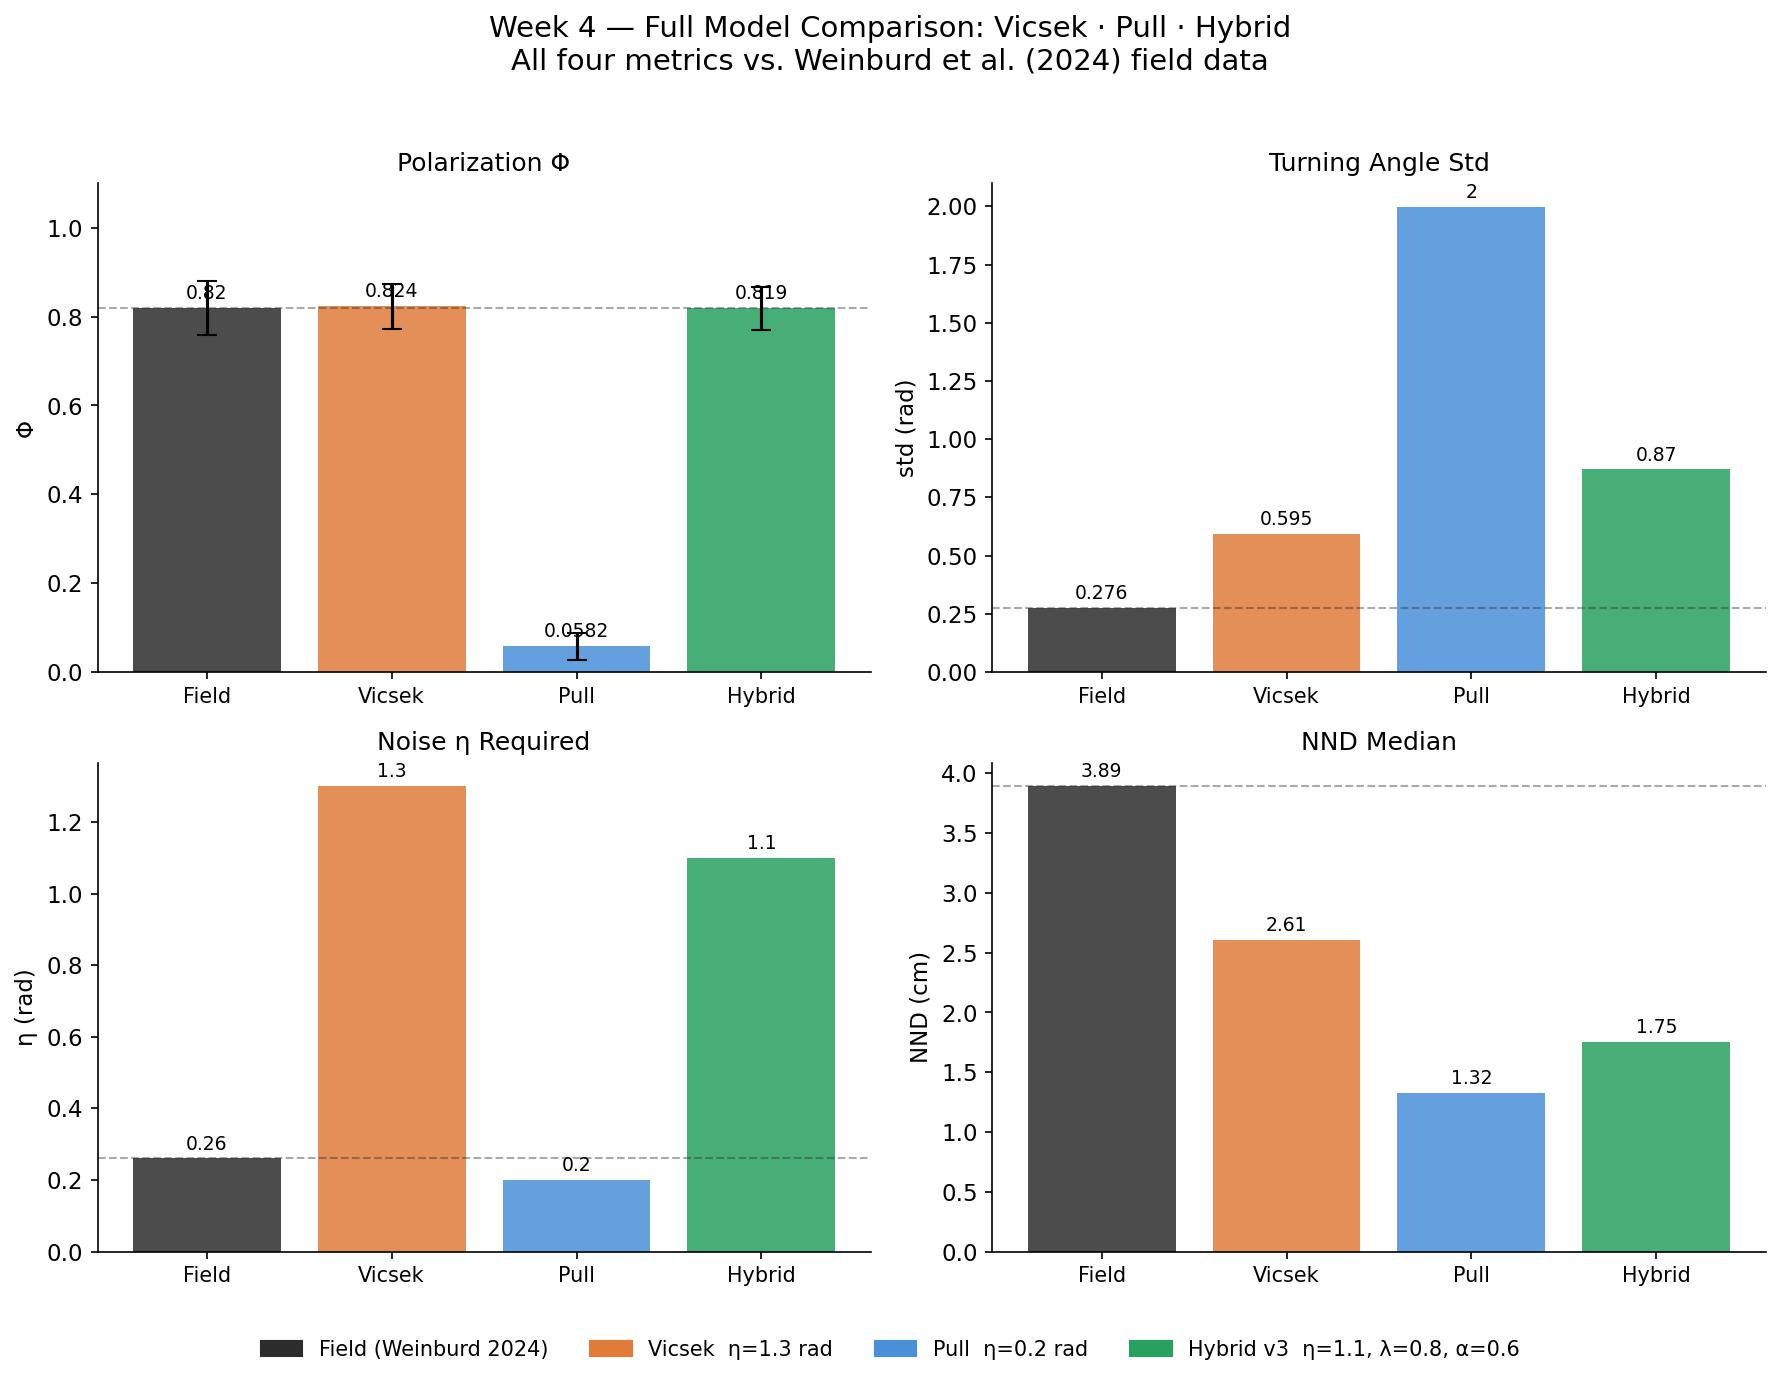 Week 4 — Full Model Comparison: Vicsek · Pull · Hybrid
All four metrics vs. Weinburd et al. (2024) field data
Polarization Φ
Φ
1.0
0.8
0.6
0.4
0.2
0.0
0.82
0.824
0.0582
0.819
Field
Vicsek
Pull
Hybrid
Turning Angle Std
std (rad)
2.00
1.75
1.50
1.25
1.00
0.75
0.50
0.25
0.00
0.276
0.595
2
0.87
Field
Vicsek
Pull
Hybrid
Noise η Required
η (rad)
1.2
1.0
0.8
0.6
0.4
0.2
0.0
0.26
1.3
0.2
1.1
Field
Vicsek
Pull
Hybrid
NND Median
NND (cm)
4.0
3.5
3.0
2.5
2.0
1.5
1.0
0.5
0.0
3.89
2.61
1.32
1.75
Field
Vicsek
Pull
Hybrid
Field (Weinburd 2024)
Vicsek η=1.3 rad
Pull η=0.2 rad
Hybrid v3 η=1.1, λ=0.8, α=0.6